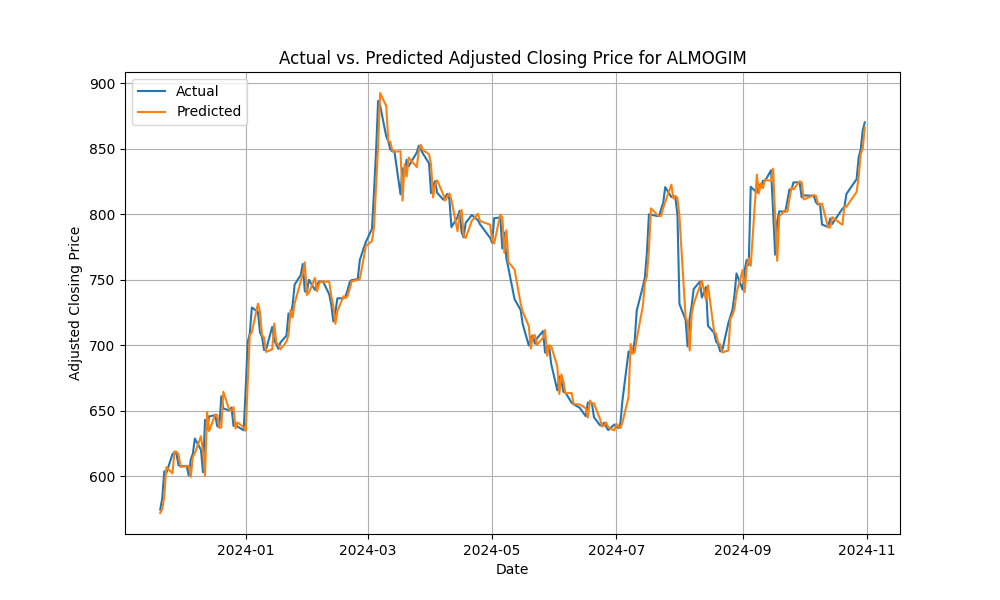 Actual vs. Predicted Adjusted Closing Price for ALMOGIM
Actual
Predicted
Adjusted Closing Price
900
850
800
750
700
650
600
2024-01 2024-03 2024-05 2024-07 2024-09 2024-11
Date